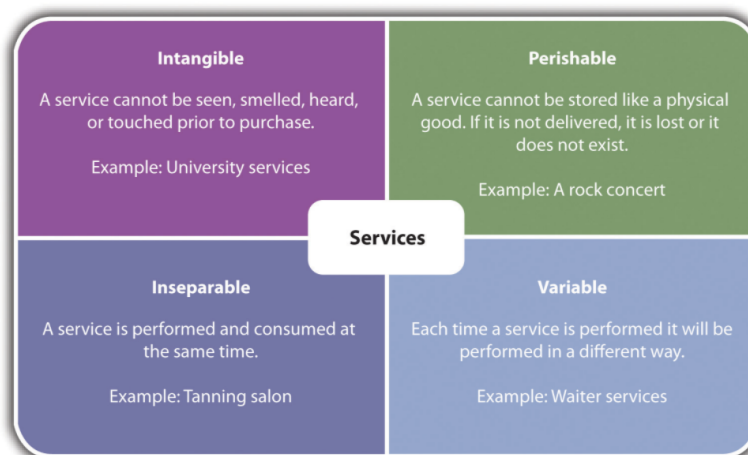 Intangible
A service cannot be seen, smelled, heard,
or touched prior to purchase.
Example: University services
Perishable
A service cannot be stored like a physical
good. If it is not delivered, it is lost or it
does not exist.
Example: A rock concert
Services
Inseparable
A service is performed and consumed at
the same time.
Example: Tanning salon
Variable
Each time a service is performed it will be
performed in a different way.
Example: Waiter services